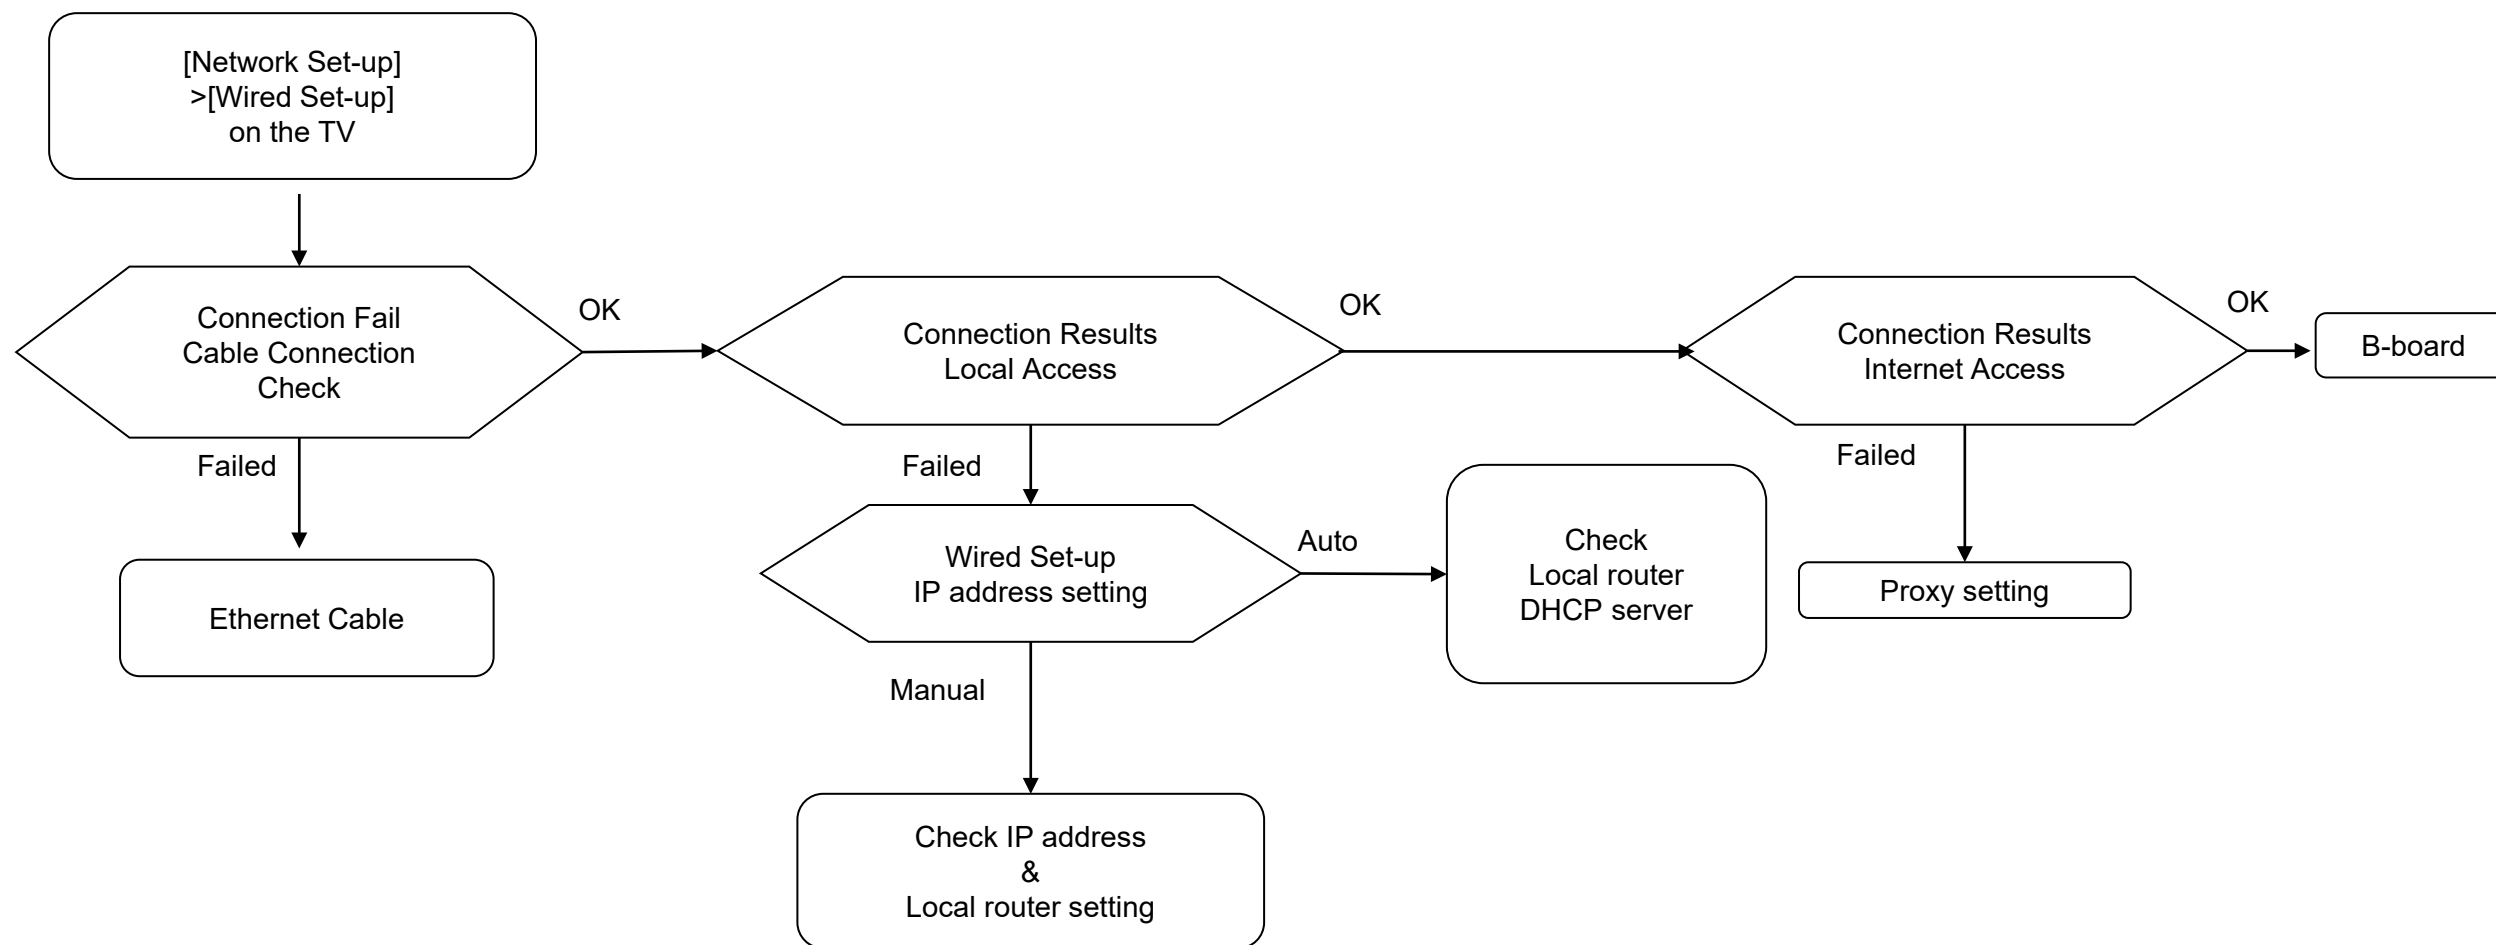 [Network Set-up]
>[Wired Set-up]
on the TV
Connection Fail
Cable Connection
Check
OK
Connection Results
Local Access
OK
Connection Results
Internet Access
OK
B-board
Failed
Ethernet Cable
Failed
Wired Set-up
IP address setting
Auto
Check
Local router
DHCP server
Failed
Proxy setting
Manual
Check IP address
&
Local router setting